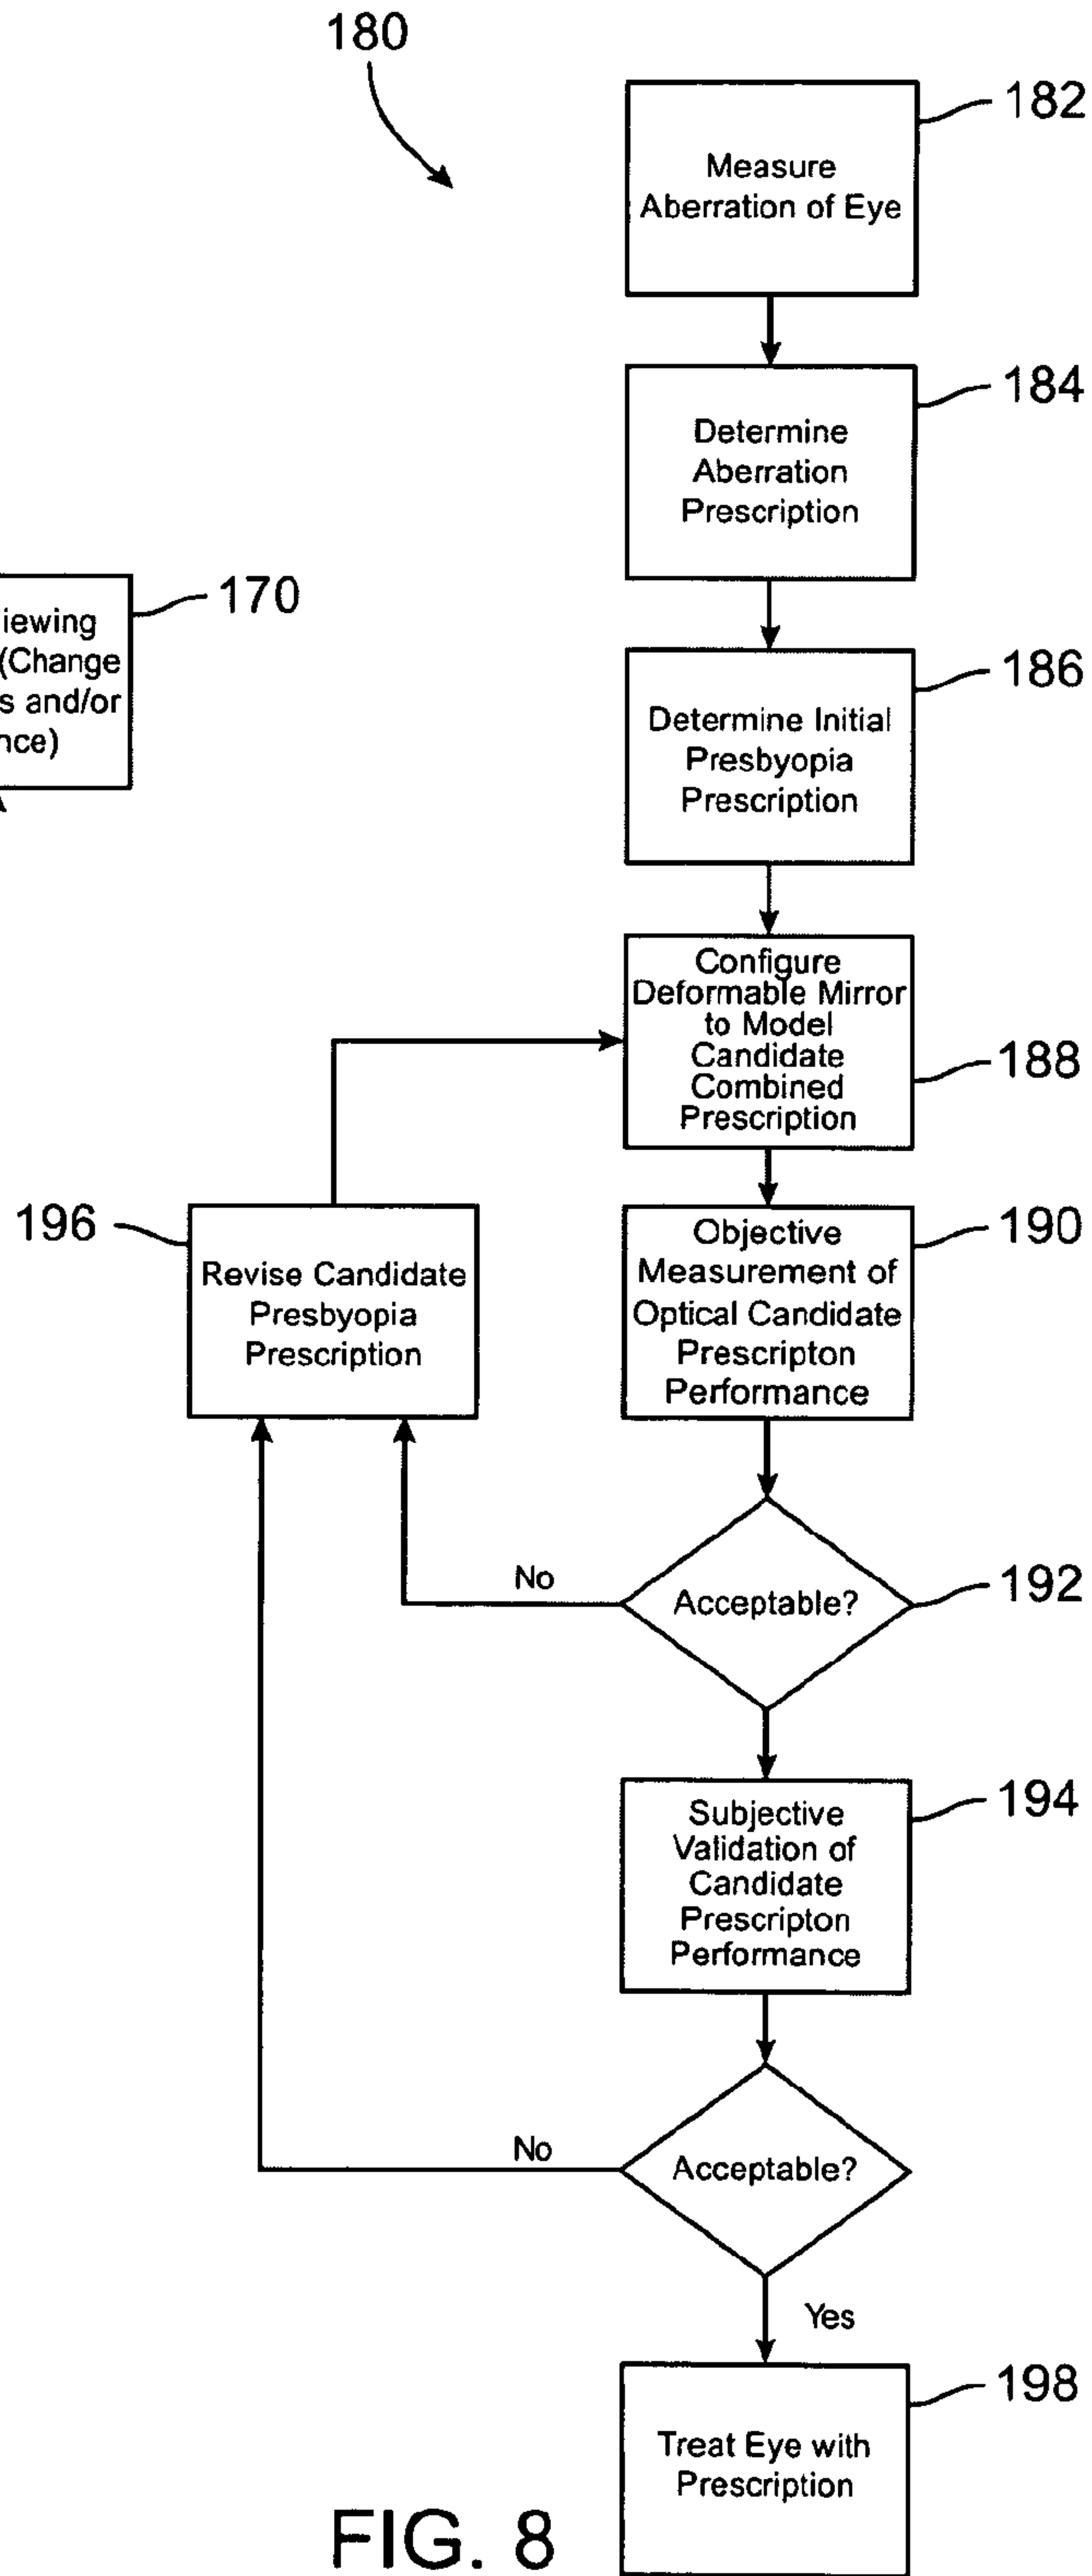 180
182
Measure
Aberration of Eye
184
Determine
Aberration
Prescription
170
iewing
(Change
s and/or
nce)
186
Determine Initial
Presbyopia
Prescription
Configure
Deformable Mirror
to Model
Candidate
Combined
Prescription
188
196
Revise Candidate
Presbyopia
Prescription
190
Objective
Measurement of
Optical Candidate
Prescripton
Performance
No
Acceptable?
192
194
Subjective
Validation of
Candidate
Prescripton
Performance
No
Acceptable?
Yes
198
Treat Eye with
Prescription
FIG. 8